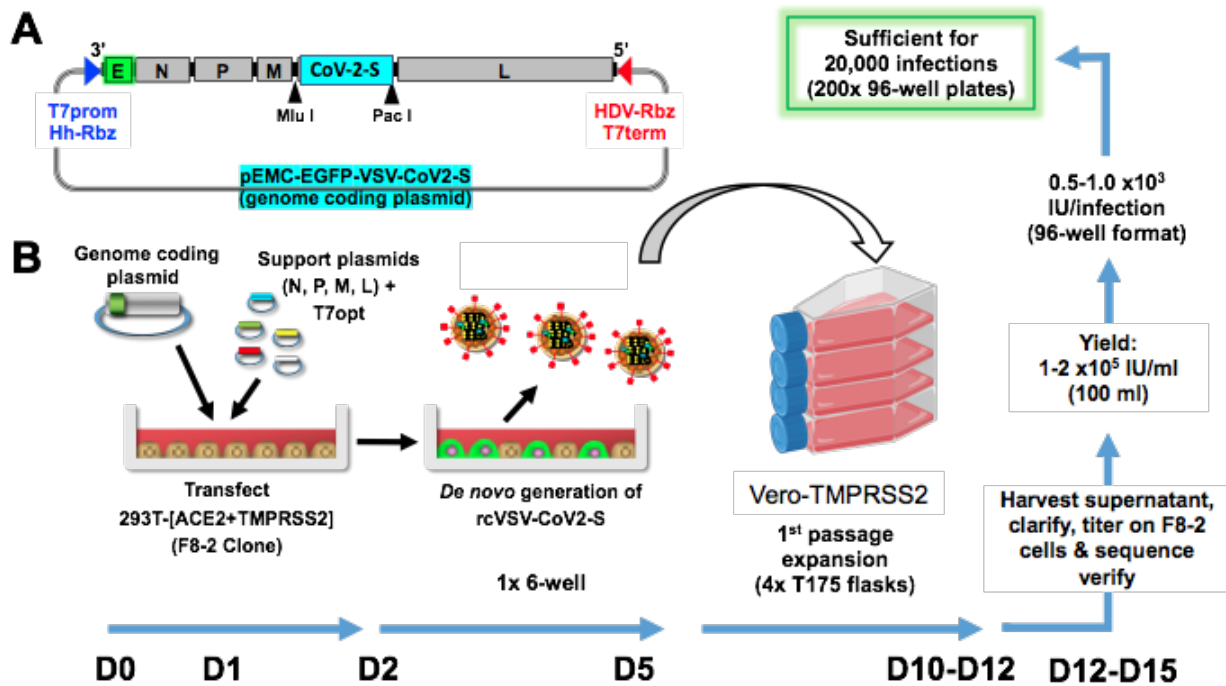 A
3'
5'
E
N
P
M
CoV-2-S
L
T7prom
Hh-Rbz
Mlu I
Pac I
HDV-Rbz
T7term
pEMC-EGFP-VSV-CoV2-S
(genome coding plasmid)
Sufficient for
20,000 infections
(200x 96-well plates)
0.5-1.0 x10³
IU/infection
(96-well format)
Yield:
1-2 x10⁵ IU/ml
(100 ml)
Harvest supernatant,
clarify, titer on F8-2
cells & sequence
verify
B
Genome coding
plasmid
Support plasmids
(N, P, M, L) +
T7opt
Transfect
293T-[ACE2+TMPRSS2]
(F8-2 Clone)
De novo generation of
rcVSV-CoV2-S
1x 6-well
Vero-TMPRSS2
1st passage
expansion
(4x T175 flasks)
D0
D1
D2
D5
D10-D12
D12-D15